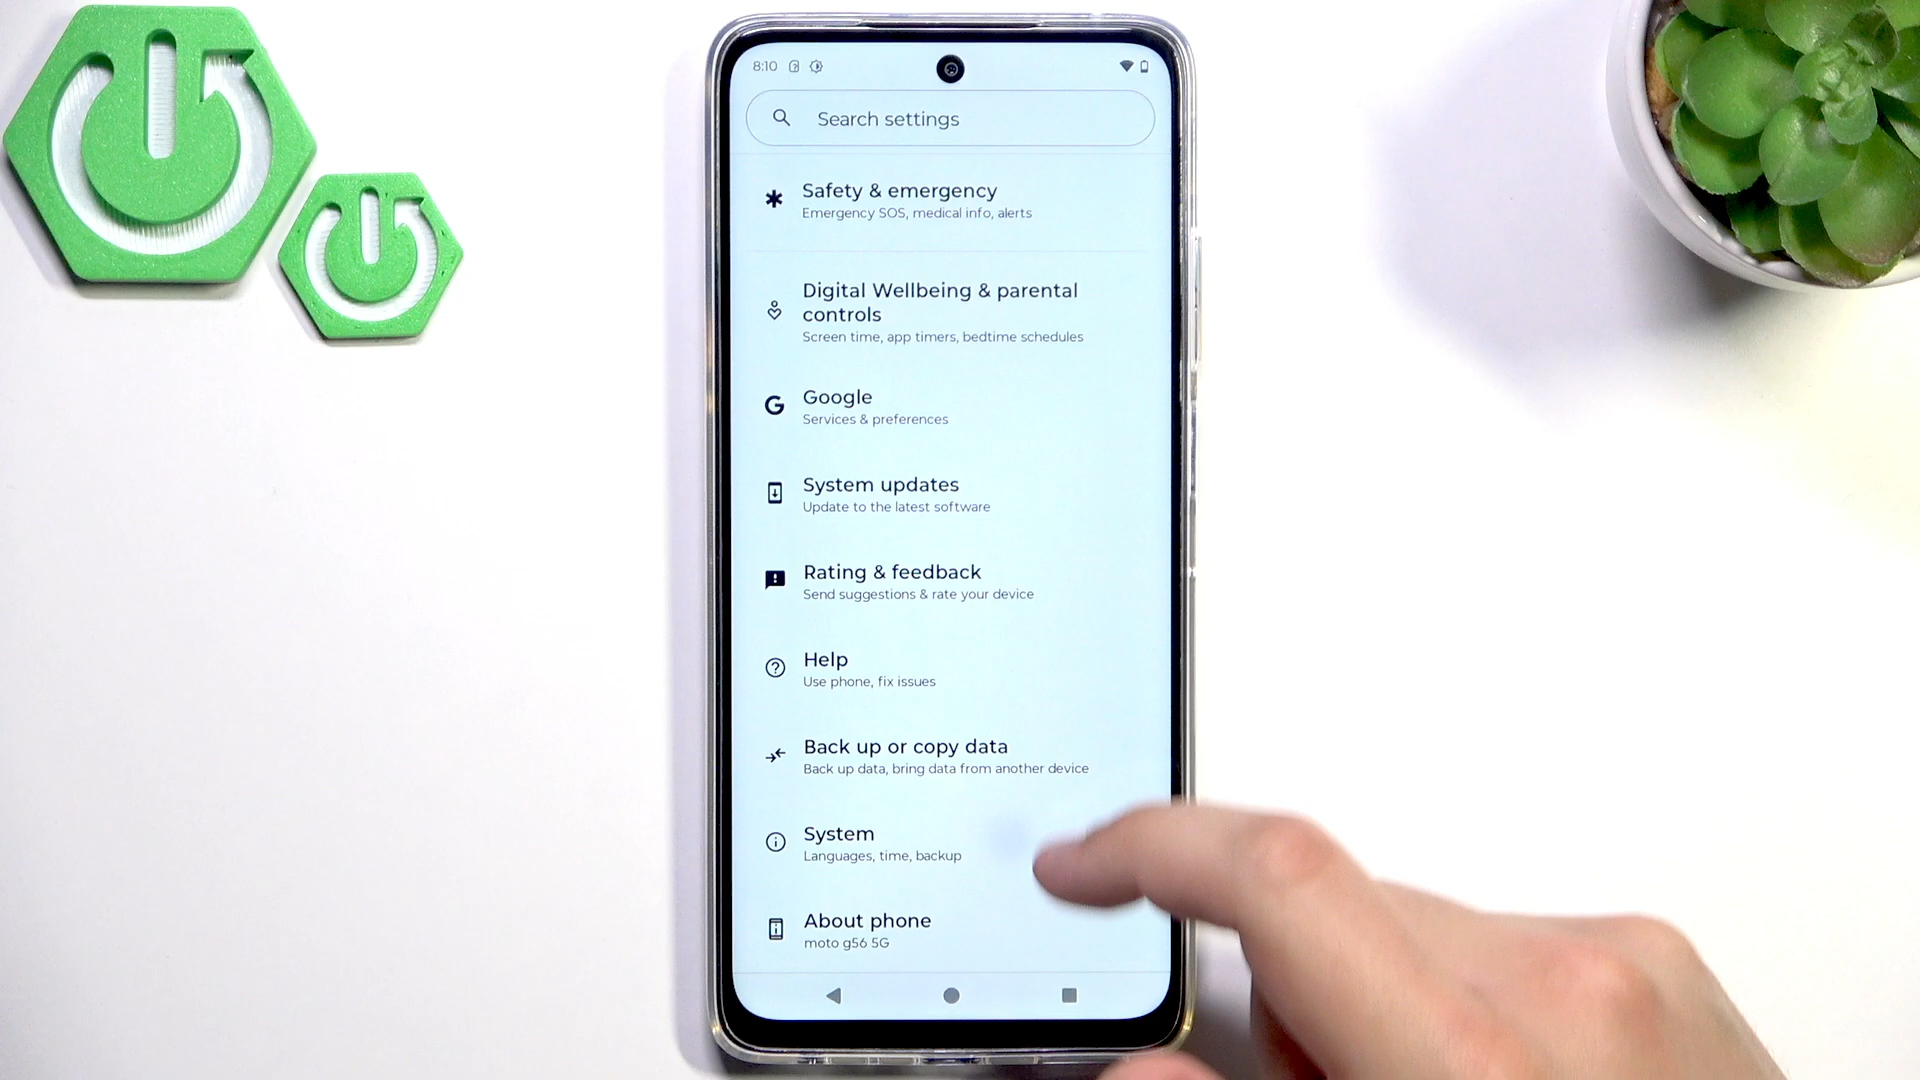 8:10
Search settings
Safety & emergency
Emergency SOS, medical info, alerts
Digital Wellbeing & parental
controls
Screen time, app timers, bedtime schedules
Google
Services & preferences
System updates
Update to the latest software
Rating & feedback
Send suggestions & rate your device
Help
Use phone, fix issues
Back up or copy data
Back up data, bring data from another device
System
Languages, time, backup
About phone
moto g56 5G